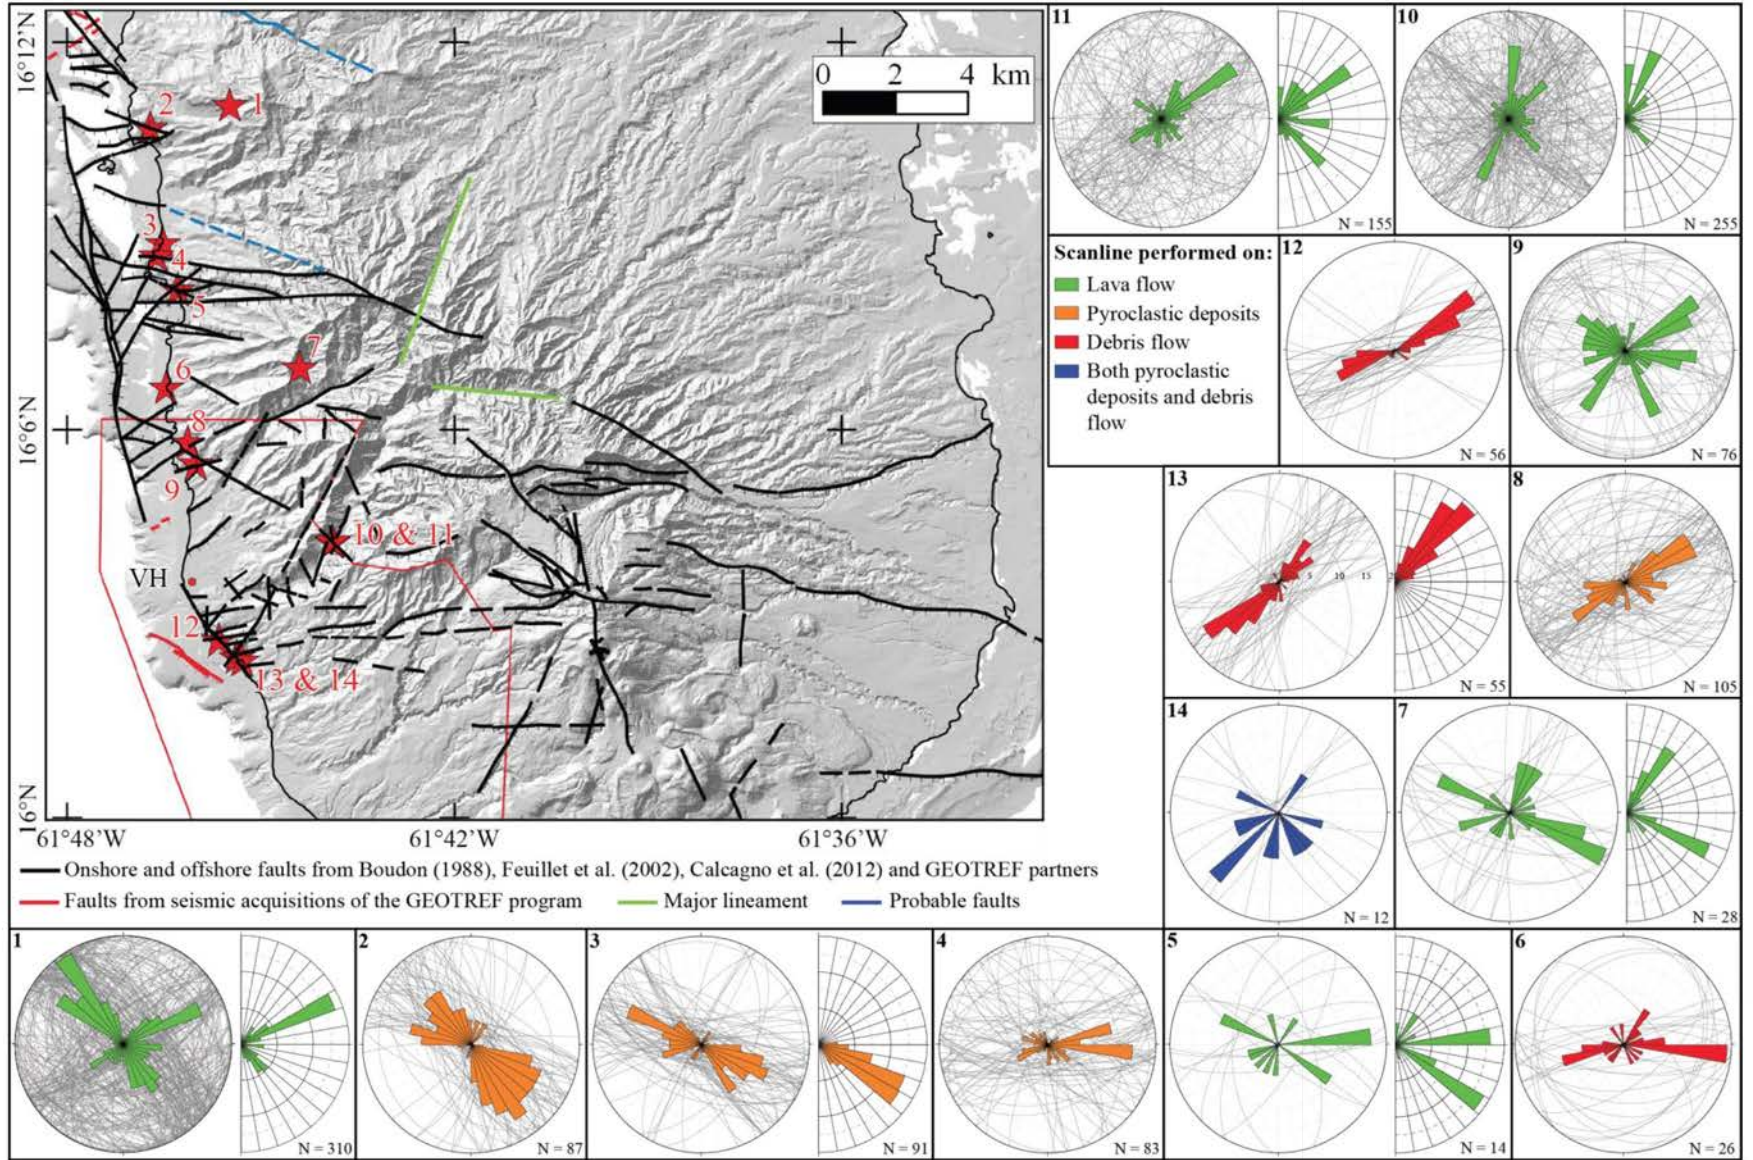 16°12'N
16°6'N
16°N
61°48'W
61°42'W
61°36'W
0 2 4 km
1
2
3
4
5
6
7
8
9
10 & 11
VH
12
13 & 14
Onshore and offshore faults from Boudon (1988), Feuillet et al. (2002), Calcagno et al. (2012) and GEOTREF partners
Faults from seismic acquisitions of the GEOTREF program
Major lineament
Probable faults
11
N = 155
10
N = 255
Scanline performed on:
Lava flow
Pyroclastic deposits
Debris flow
Both pyroclastic
deposits and debris
flow
12
N = 56
9
N = 76
13
5 10 15
N = 55
8
N = 105
14
N = 12
7
N = 28
1
N = 310
2
N = 87
3
N = 91
4
N = 83
5
N = 14
6
N = 26